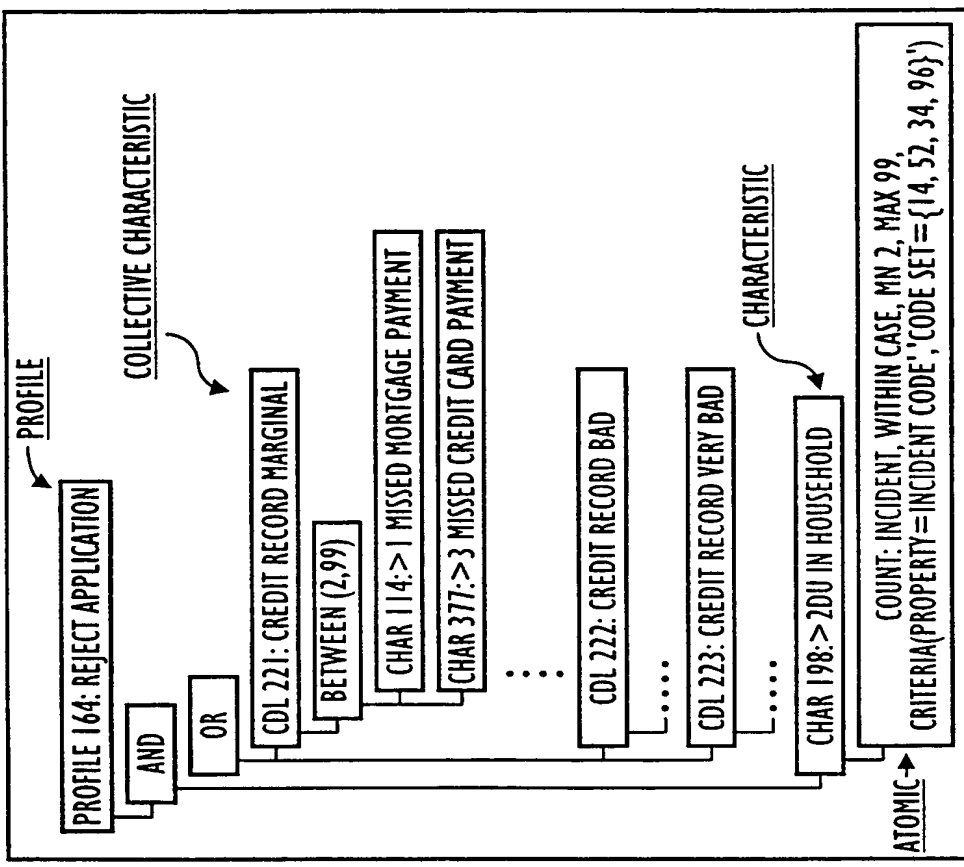 PROFILE
PROFILE 164: REJECT APPLICATION
AND
OR
COLLECTIVE CHARACTERISTIC
CDL 221: CREDIT RECORD MARGINAL
BETWEEN (2,99)
CHAR 114:>1 MISSED MORTGAGE PAYMENT
CHAR 377:>3 MISSED CREDIT CARD PAYMENT
....
CDL 222: CREDIT RECORD BAD
.....
CDL 223: CREDIT RECORD VERY BAD
.....
CHARACTERISTIC
CHAR 198:>2DU IN HOUSEHOLD
ATOMIC
COUNT: INCIDENT, WITHIN CASE, MN 2, MAX 99,
CRITERIA(PROPERTY=INCIDENT CODE','CODE SET={14, 52, 34, 96}')